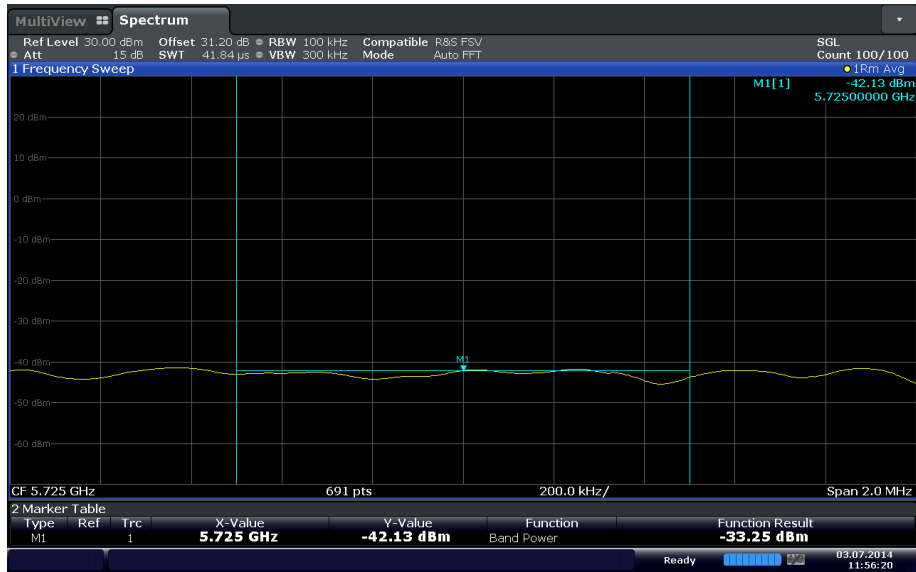 MultiView Spectrum
Ref Level 30.00 dBm Offset 31.20 dB RBW 100 kHz Compatible R&S FSV SGL
Att 15 dB SWT 41.84 µs VBW 300 kHz Mode Auto FFT Count 100/100
1 Frequency Sweep 1Rm Avg
M1[1] -42.13 dBm
5.72500000 GHz
20 dBm
10 dBm
0 dBm
-10 dBm
-20 dBm
-30 dBm
-40 dBm
M1
-50 dBm
-60 dBm
CF 5.725 GHz 691 pts 200.0 kHz/ Span 2.0 MHz
2 Marker Table
Type Ref Trc X-Value Y-Value Function Function Result
M1 1 5.725 GHz -42.13 dBm Band Power -33.25 dBm
Ready 03.07.2014
11:56:20